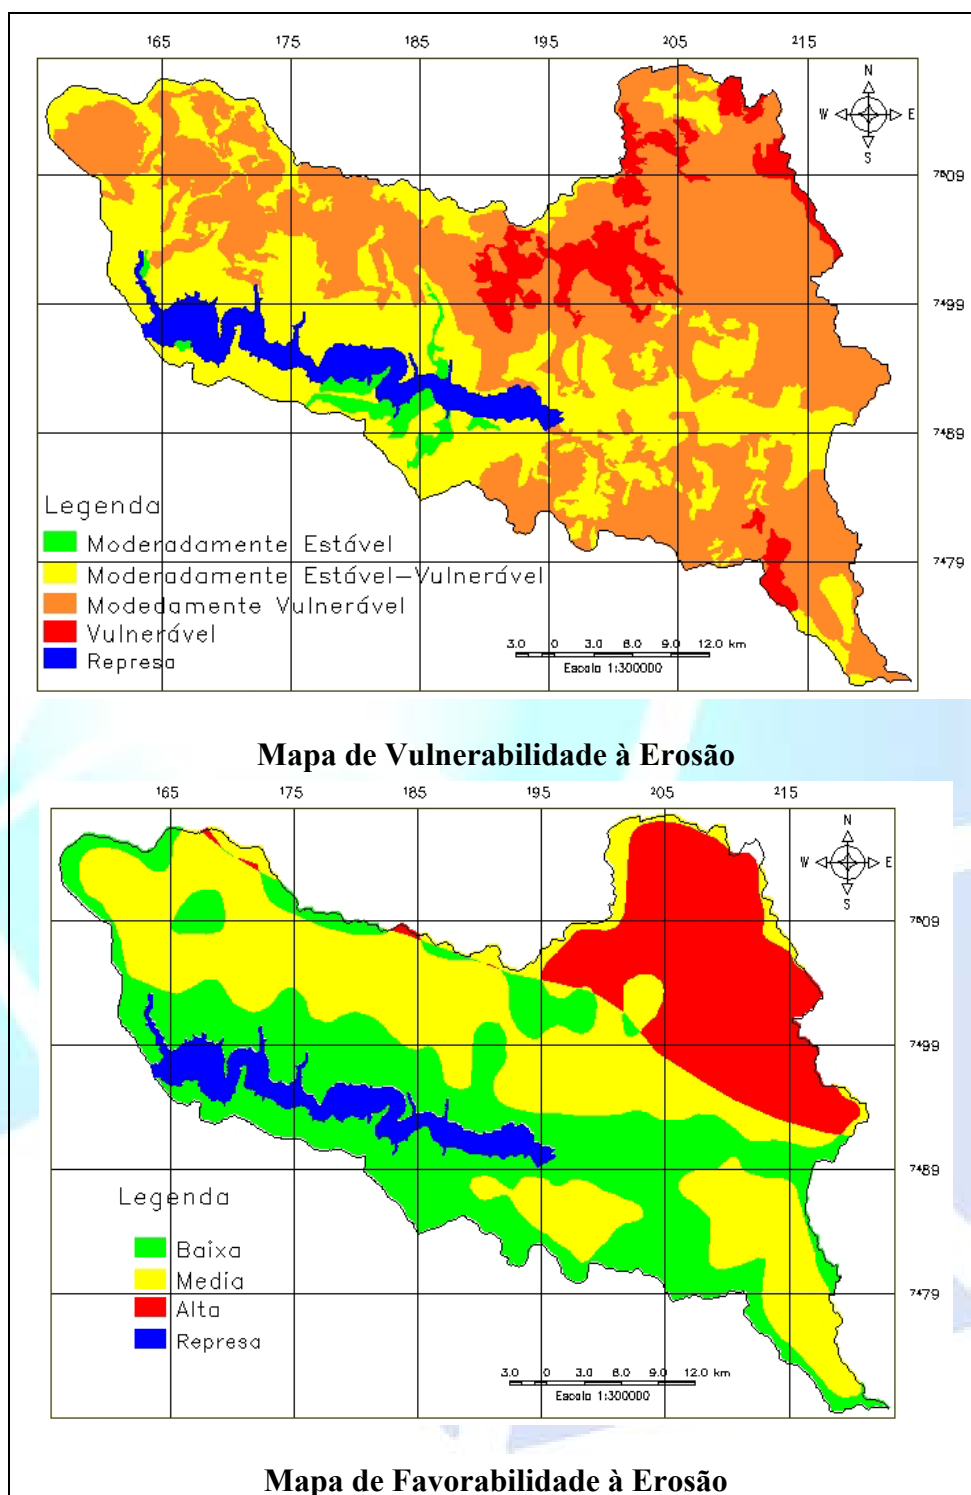 165 175 185 195 205 215
N
W E
S
7509
7499
7489
7479
Legenda
Moderadamente Estável
Moderadamente Estável-Vulnerável
Modedamente Vulnerável
Vulnerável
Represa
3.0 0 3.0 6.0 9.0 12.0 km
Escala 1:300000
Mapa de Vulnerabilidade à Erosão
165 175 185 195 205 215
N
W E
S
7509
7499
7489
7479
Legenda
Baixa
Media
Alta
Represa
3.0 0 3.0 6.0 9.0 12.0 km
Escala 1:300000
Mapa de Favorabilidade à Erosão